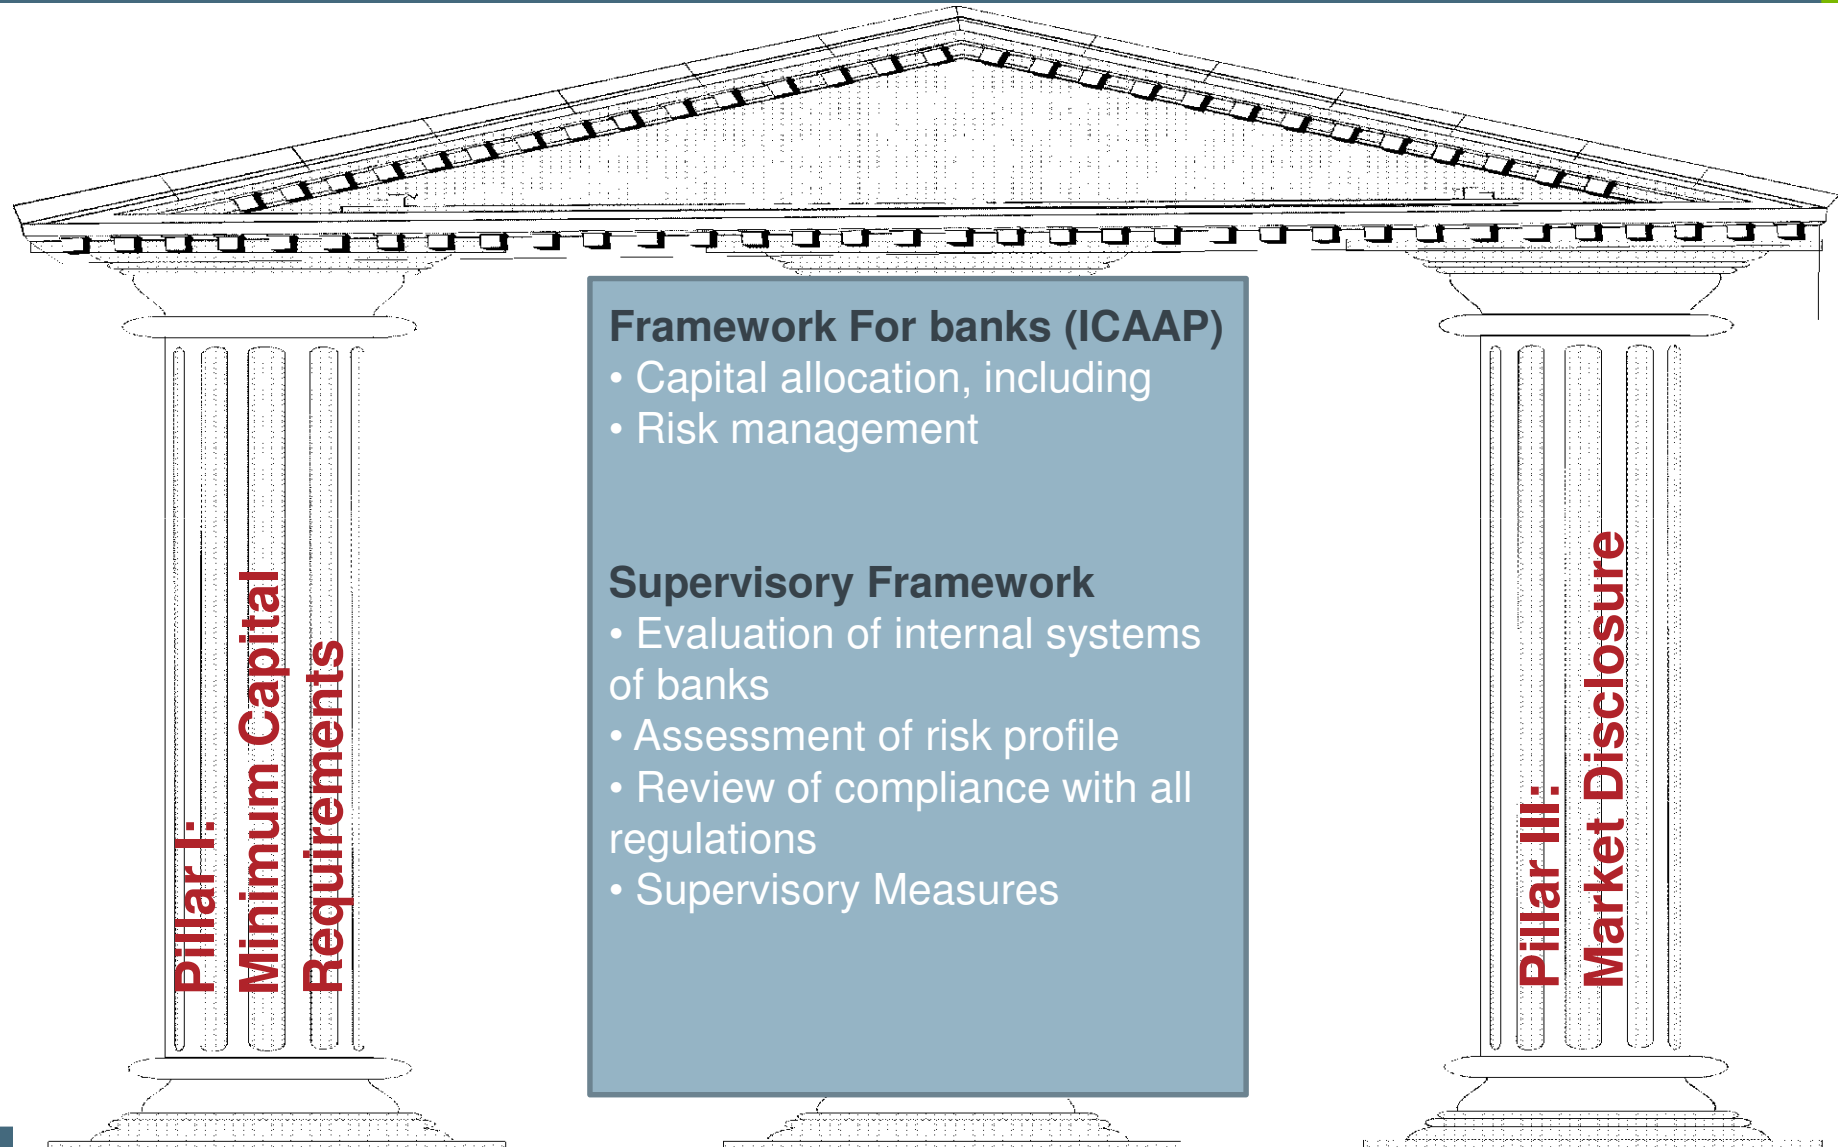 Pillar I:
Minimum Capital
Requirements
Framework For banks (ICAAP)
• Capital allocation, including
• Risk management
Supervisory Framework
• Evaluation of internal systems
of banks
• Assessment of risk profile
• Review of compliance with all
regulations
• Supervisory Measures
Pillar III:
Market Disclosure